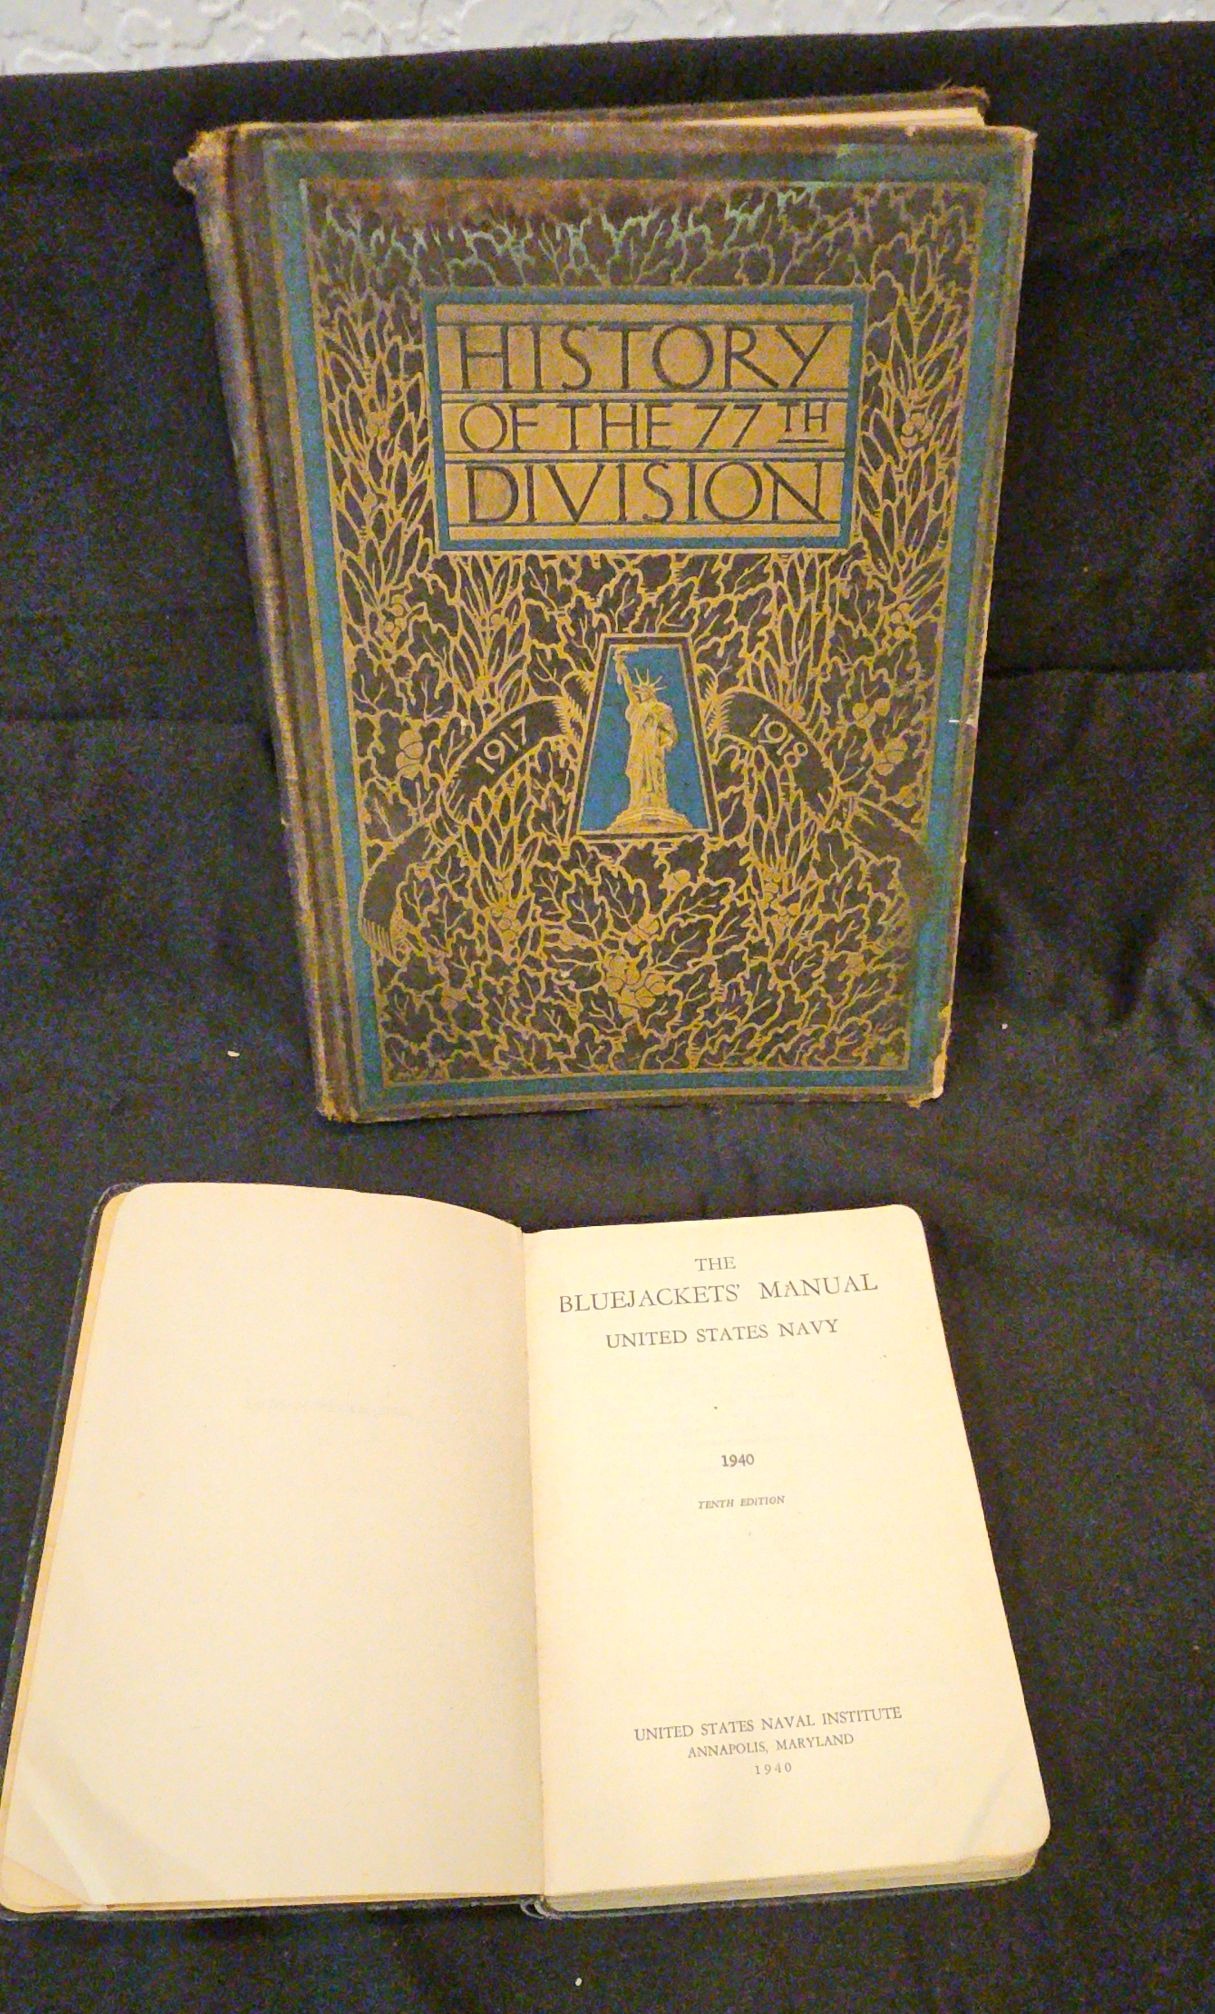 HISTORY
OF THE 77TH
DIVISION
1917
1918
THE
BLUEJACKETS' MANUAL
UNITED STATES NAVY
1940
TENTH EDITION
UNITED STATES NAVAL INSTITUTE
ANNAPOLIS, MARYLAND
1940